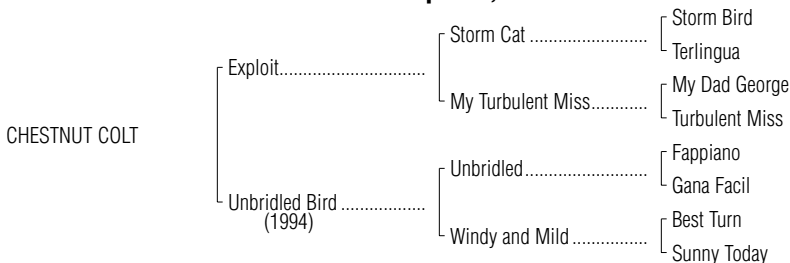 Storm Bird
Storm Cat ..........................
Terlingua
Exploit...............................
My Dad George
My Turbulent Miss............
Turbulent Miss
CHESTNUT COLT
Fappiano
Unbridled..........................
Gana Facil
Unbridled Bird ..................
(1994)
Best Turn
Windy and Mild ................
Sunny Today